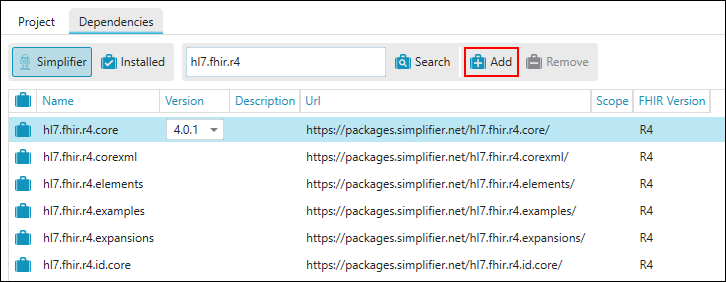 Project Dependencies
Simplifier Installed hl7.fhir.r4 Search Add Remove
Name Version Description Url Scope FHIR Version
hl7.fhir.r4.core 4.0.1 https://packages.simplifier.net/hl7.fhir.r4.core/ R4
hl7.fhir.r4.corexml https://packages.simplifier.net/hl7.fhir.r4.corexml/ R4
hl7.fhir.r4.elements https://packages.simplifier.net/hl7.fhir.r4.elements/ R4
hl7.fhir.r4.examples https://packages.simplifier.net/hl7.fhir.r4.examples/ R4
hl7.fhir.r4.expansions https://packages.simplifier.net/hl7.fhir.r4.expansions/ R4
hl7.fhir.r4.id.core https://packages.simplifier.net/hl7.fhir.r4.id.core/ R4